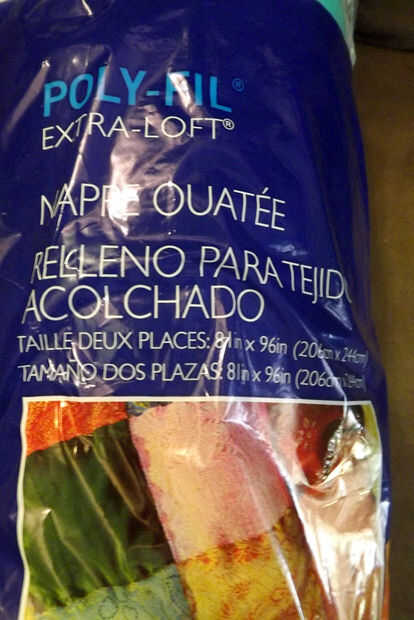 POLY-FIL®
EXTRA-LOFT®
NAPPE OUATÉE
RELLENO PARA TEJIDO
ACOLCHADO
TAILLE DEUX PLACES: 81in x 96in (206cm x 244cm)
TAMAÑO DOS PLAZAS: 81in x 96in (206cm x 244cm)